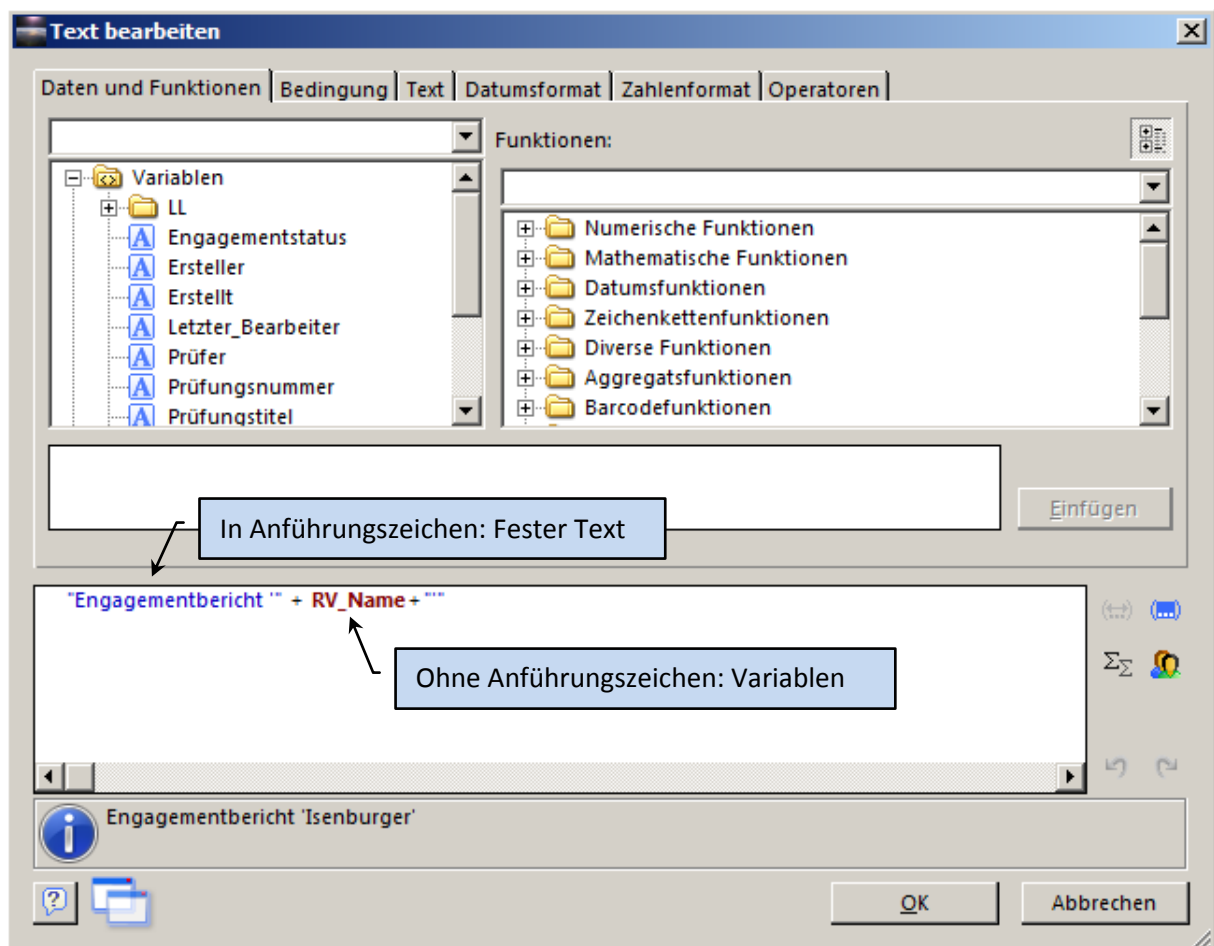 Text bearbeiten
Daten und Funktionen Bedingung Text Datumsformat Zahlenformat Operatoren
Funktionen:
Variablen
LL
Engagementstatus
Ersteller
Erstellt
Letzter_Bearbeiter
Prüfer
Prüfungsnummer
Prüfungstitel
Numerische Funktionen
Mathematische Funktionen
Datumsfunktionen
Zeichenkettenfunktionen
Diverse Funktionen
Aggregatsfunktionen
Barcodefunktionen
Einfügen
In Anführungszeichen: Fester Text
"Engagementbericht '" + RV_Name+"'"
Ohne Anführungszeichen: Variablen
Engagementbericht 'Isenburger'
OK Abbrechen